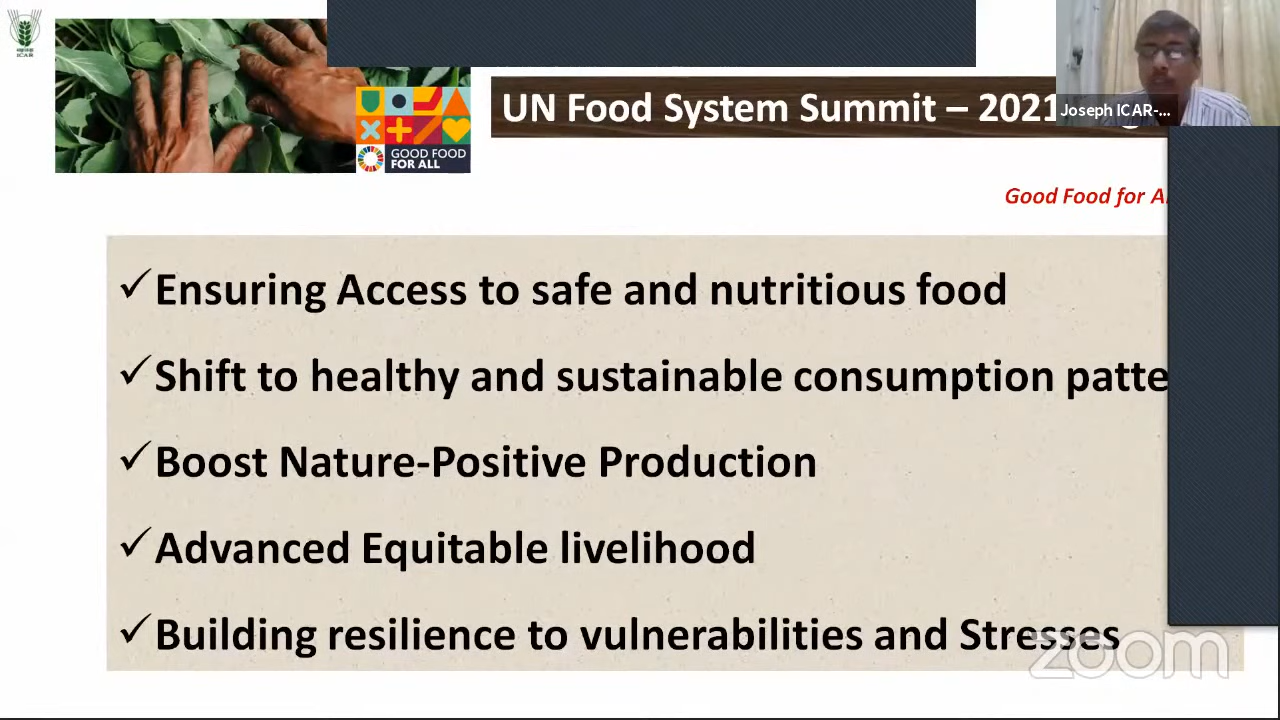 ICAR
GOOD FOOD
FOR ALL
UN Food System Summit – 2021
Joseph ICAR-...
Good Food for
✓Ensuring Access to safe and nutritious food
✓Shift to healthy and sustainable consumption
✓Boost Nature-Positive Production
✓Advanced Equitable livelihood
✓Building resilience to vulnerabilities and Stresses
zoom